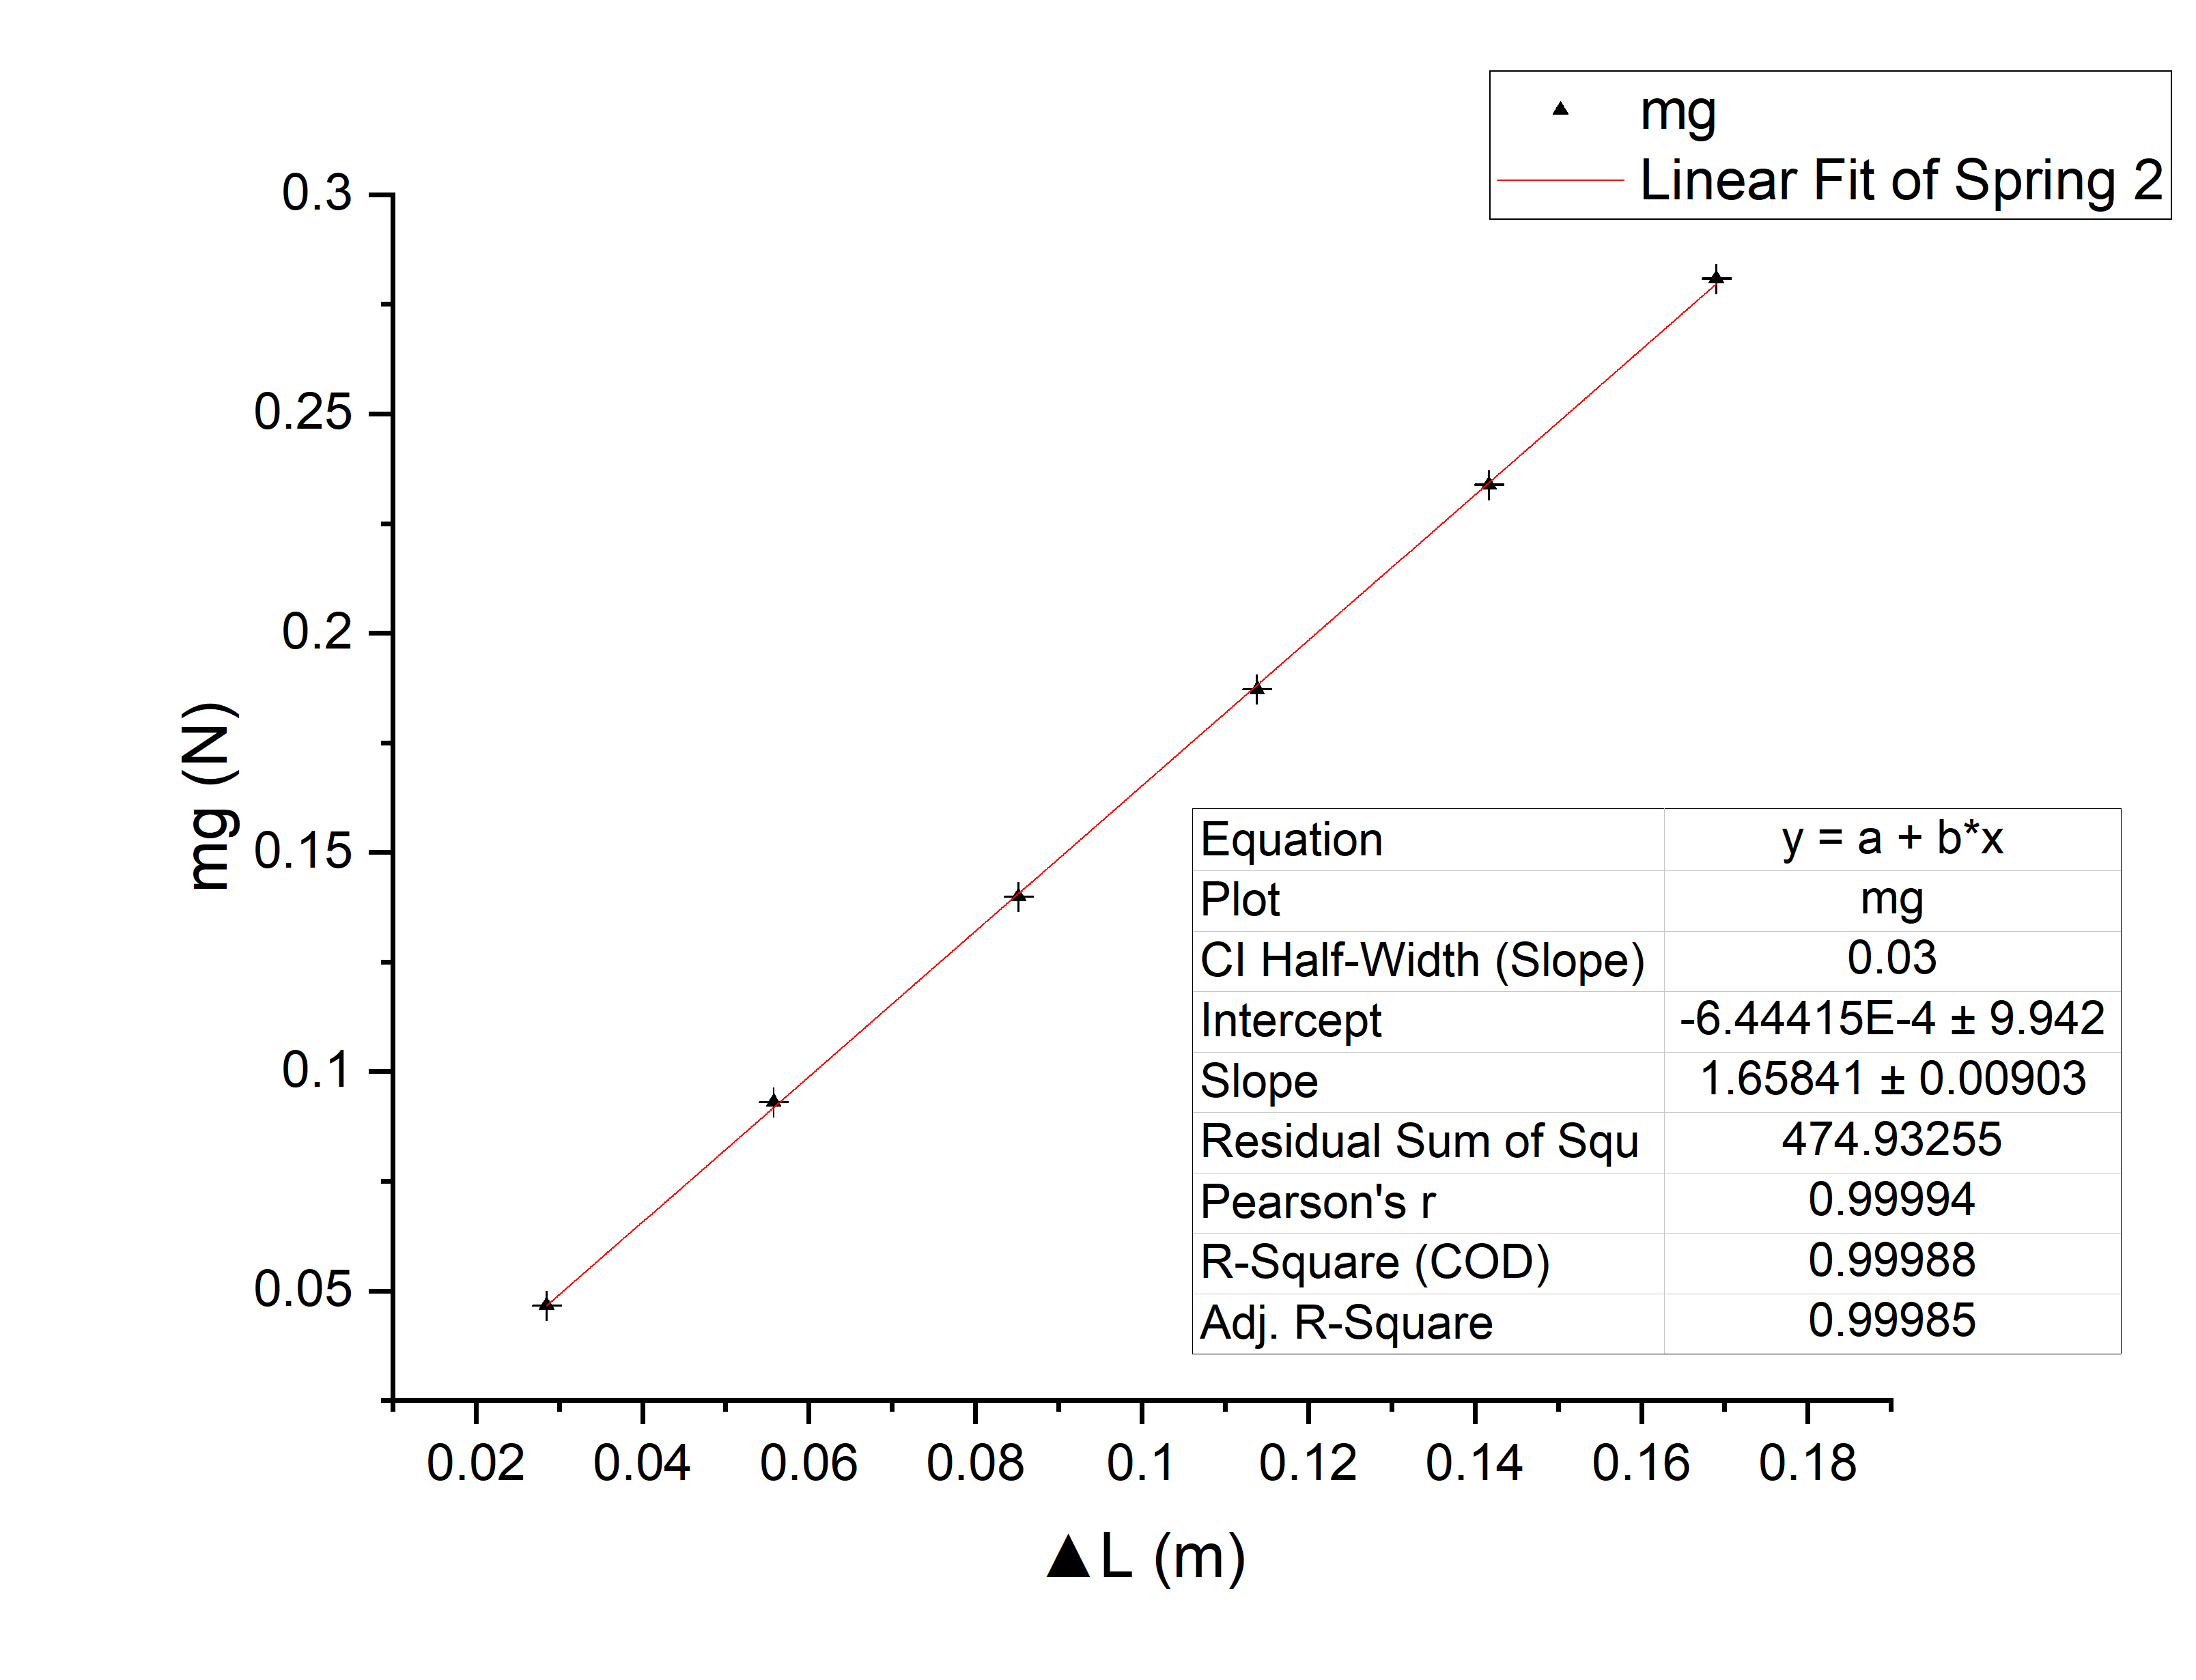 mg
Linear Fit of Spring 2
0.3
0.25
0.2
0.15
0.1
0.05
mg (N)
Equation y = a + b*x
Plot mg
CI Half-Width (Slope) 0.03
Intercept -6.44415E-4 ± 9.942
Slope 1.65841 ± 0.00903
Residual Sum of Squ 474.93255
Pearson's r 0.99994
R-Square (COD) 0.99988
Adj. R-Square 0.99985
0.02 0.04 0.06 0.08 0.1 0.12 0.14 0.16 0.18
▲L (m)